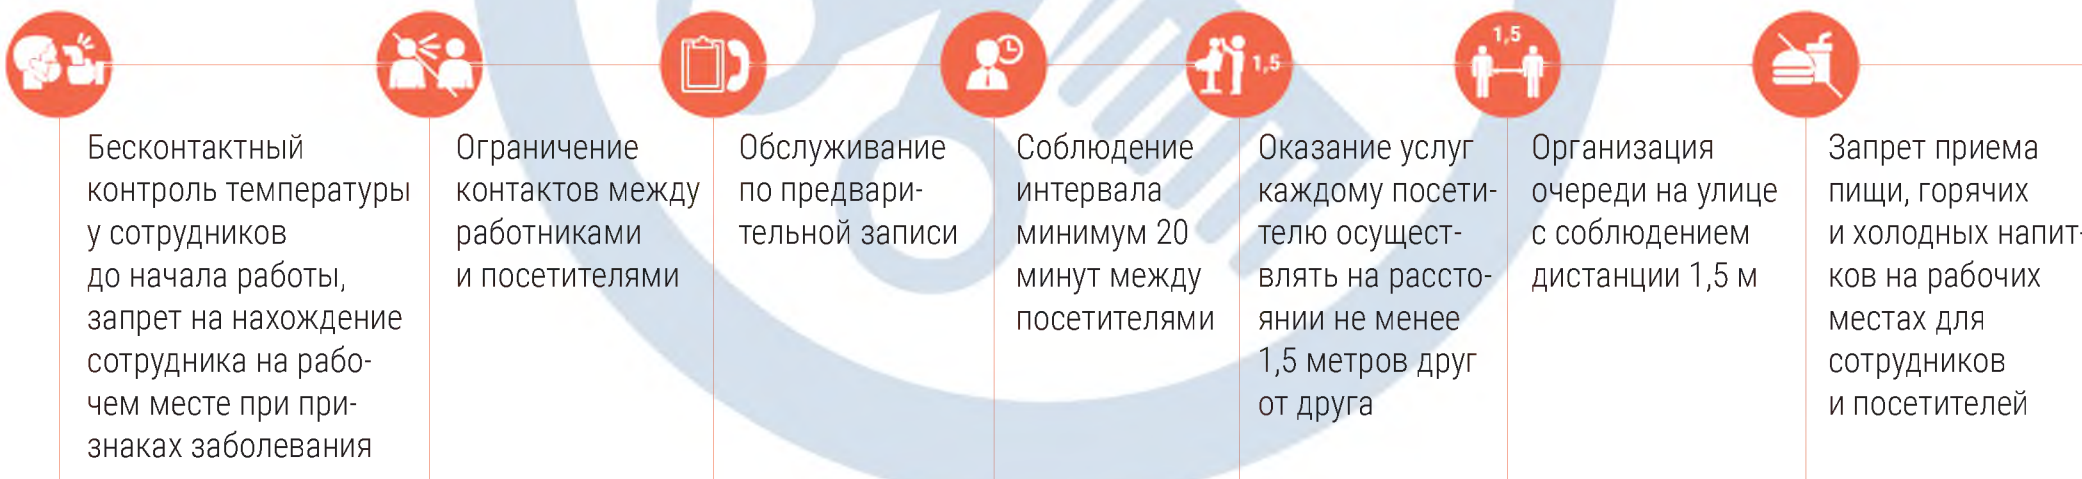 1,5
1,5
Бесконтактный
контроль температуры
у сотрудников
до начала работы,
запрет на нахождение
сотрудника на рабо-
чем месте при при-
знаках заболевания
Ограничение
контактов между
работниками
и посетителями
Обслуживание
по предвари-
тельной записи
Соблюдение
интервала
минимум 20
минут между
посетителями
Оказание услуг
каждому посети-
телю осущест-
влять на рассто-
янии не менее
1,5 метров друг
от друга
Организация
очереди на улице
с соблюдением
дистанции 1,5 м
Запрет приема
пищи, горячих
и холодных напит-
ков на рабочих
местах для
сотрудников
и посетителей